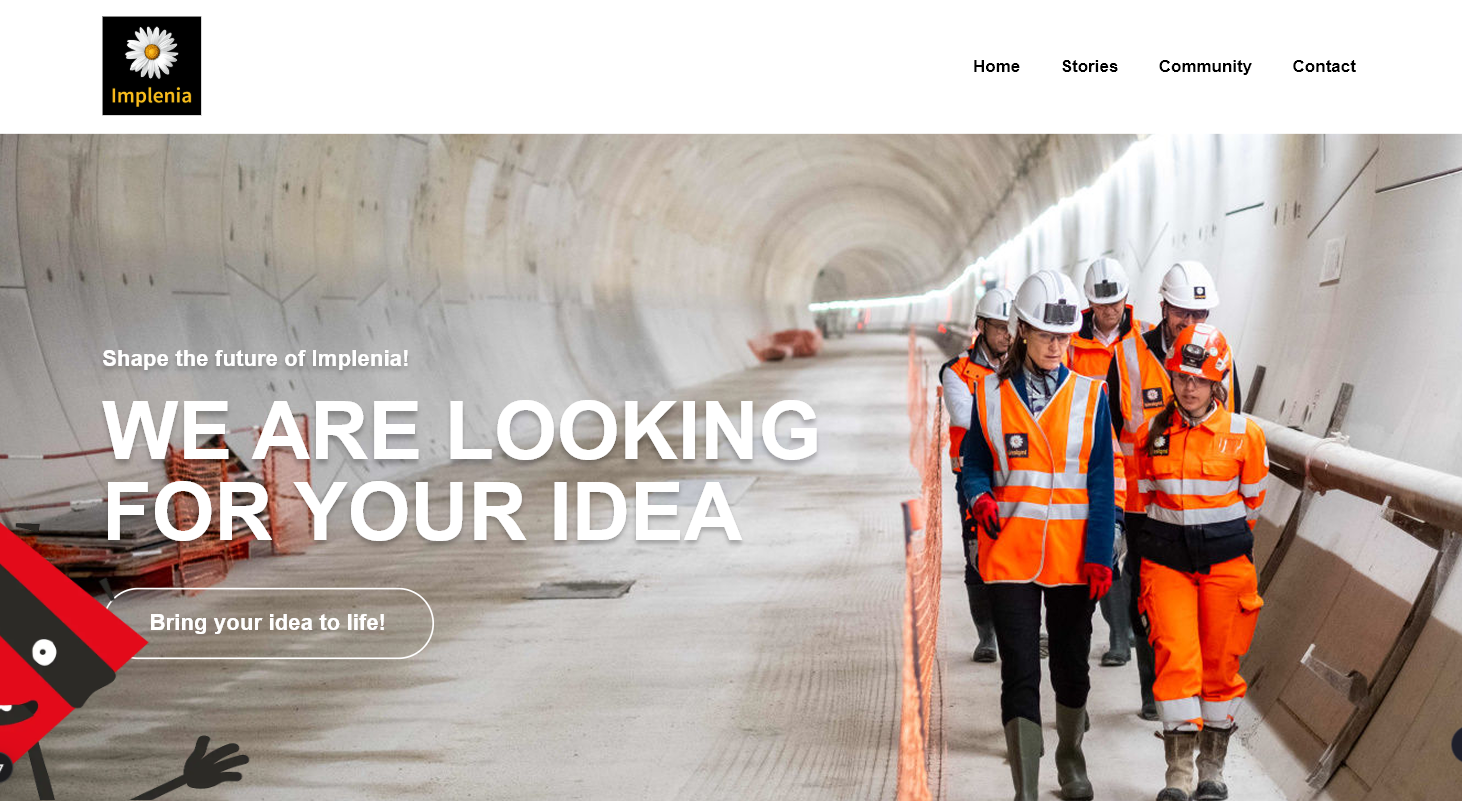 Implenia
Home Stories Community Contact
Shape the future of Implenia!
WE ARE LOOKING
FOR YOUR IDEA
Bring your idea to life!